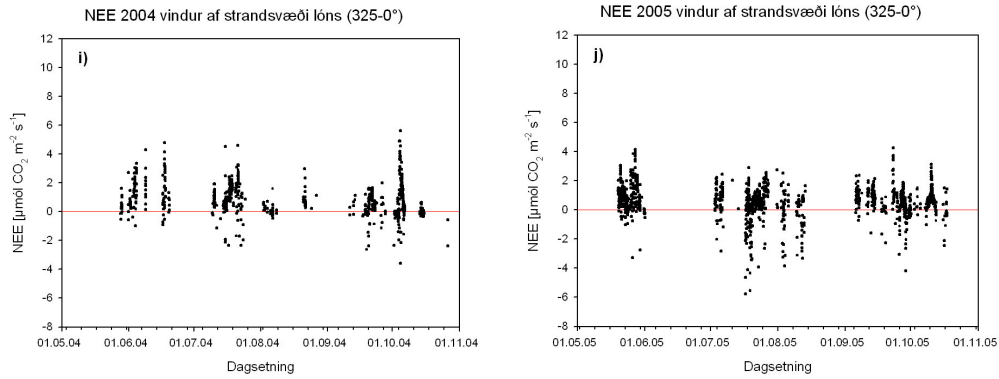 NEE 2004 vindur af strandsvæði lóns (325-0°)
i)
NEE [µmól CO₂ m⁻² s⁻¹]
12
10
8
6
4
2
0
-2
-4
-6
-8
01.05.04 01.06.04 01.07.04 01.08.04 01.09.04 01.10.04 01.11.04
Dagsetning
NEE 2005 vindur af strandsvæði lóns (325-0°)
j)
NEE [µmól CO₂ m⁻² s⁻¹]
12
10
8
6
4
2
0
-2
-4
-6
-8
01.05.05 01.06.05 01.07.05 01.08.05 01.09.05 01.10.05 01.11.05
Dagsetning